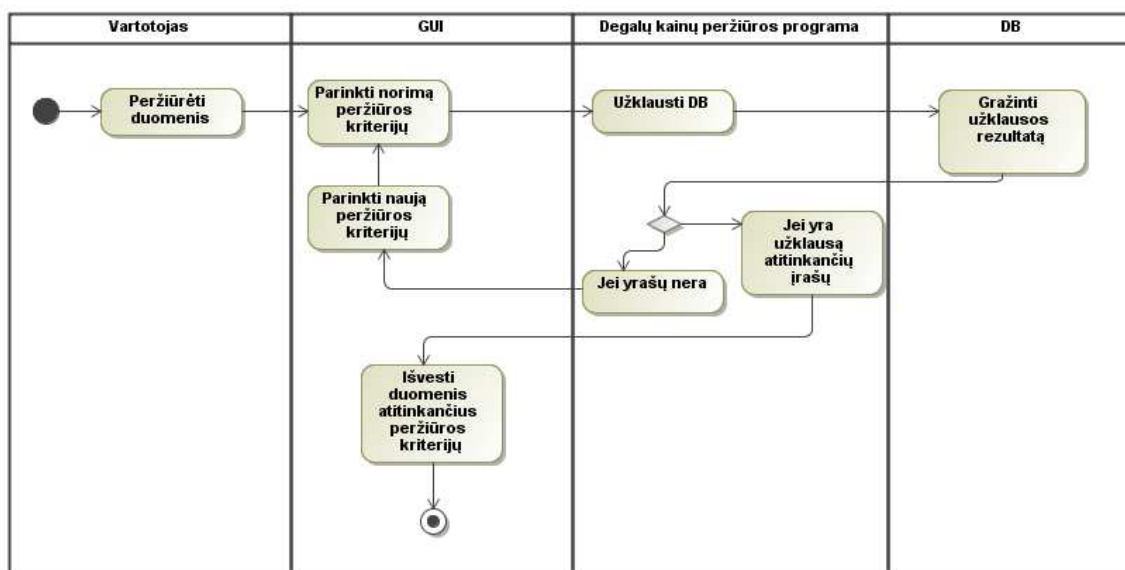 Vartotojas
GUI
Degalų kainų peržiūros programa
DB
Peržiūrėti
duomenis
Parinkti norimą
peržiūros
kriterijų
Užklausti DB
Gražinti
užklausos
rezultatą
Parinkti naują
peržiūros
kriterijų
Jei yra
užklausą
atitinkančių
įrašų
Jei yrašų nera
Išvesti
duomenis
atitinkančius
peržiūros
kriterijų